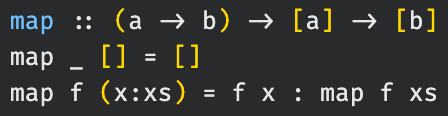 map :: (a -> b) -> [a] -> [b]
map _ [] = []
map f (x:xs) = f x : map f xs